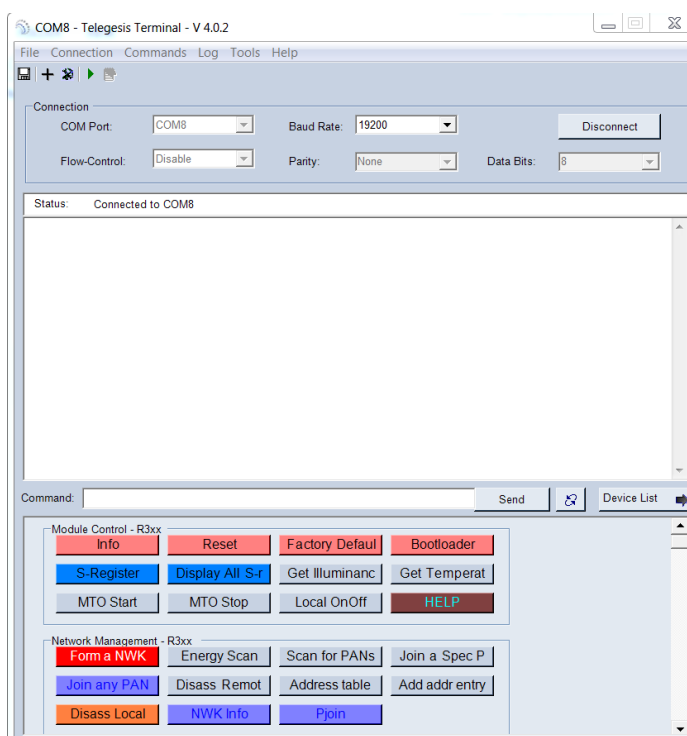 COM8 - Telegesis Terminal - V 4.0.2
File Connection Commands Log Tools Help
Connection
COM Port: COM8 Baud Rate: 19200 Disconnect
Flow-Control: Disable Parity: None Data Bits: 8
Status: Connected to COM8
Command: Send Device List
Module Control - R3xx
Info Reset Factory Defaul Bootloader
S-Register Display All S-r Get Illuminanc Get Temperat
MTO Start MTO Stop Local OnOff HELP
Network Management - R3xx
Form a NWK Energy Scan Scan for PANs Join a Spec P
Join any PAN Disass Remot Address table Add addr entry
Disass Local NWK Info Pjoin